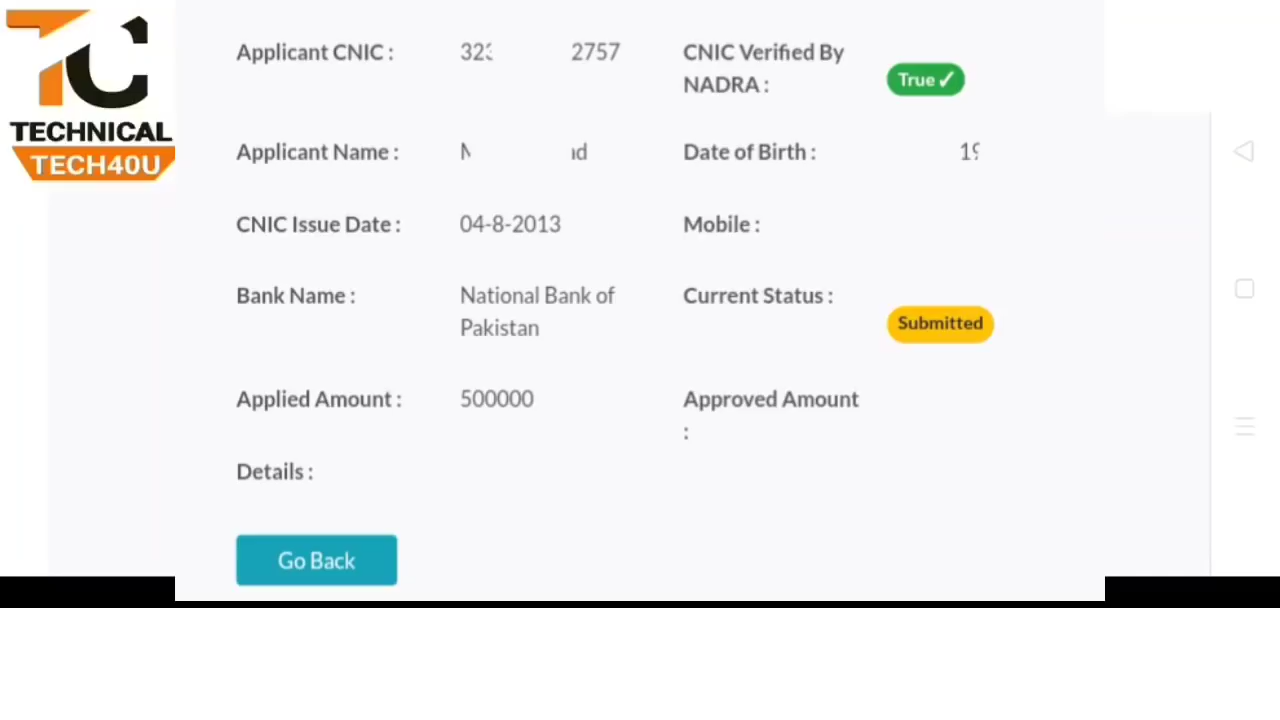 TECHNICAL
TECH40U
Applicant CNIC : 323 2757 CNIC Verified By
NADRA : True ✓
Applicant Name : Date of Birth : 19
CNIC Issue Date : 04-8-2013 Mobile :
Bank Name : National Bank of Current Status :
Pakistan Submitted
Applied Amount : 500000 Approved Amount
:
Details :
Go Back